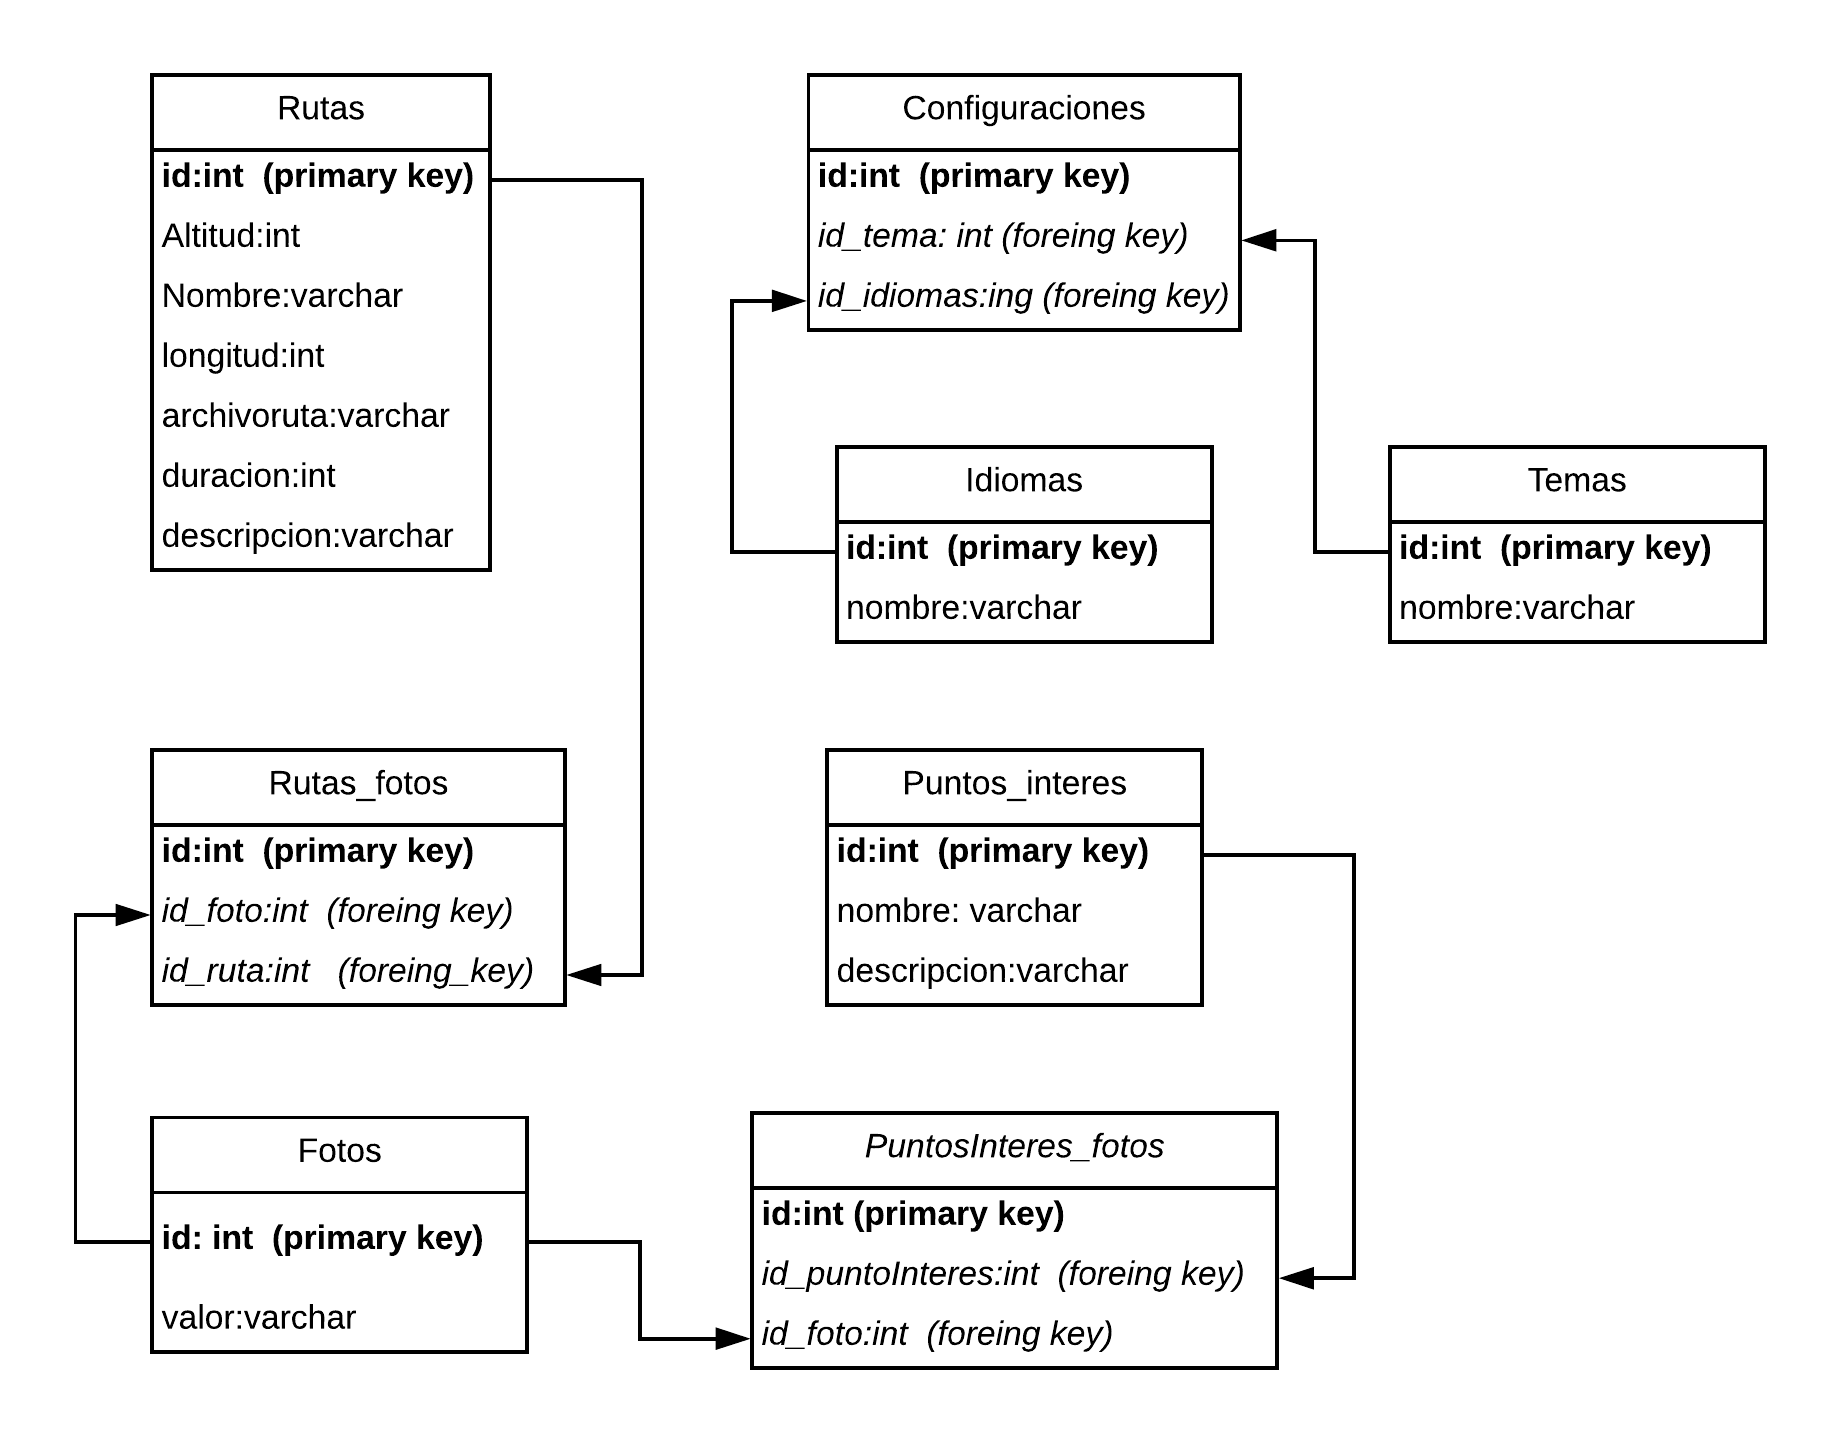 Rutas
id:int (primary key)
Altitud:int
Nombre:varchar
longitud:int
archivoruta:varchar
duracion:int
descripcion:varchar
Configuraciones
id:int (primary key)
id_tema: int (foreing key)
id_idiomas:ing (foreing key)
Idiomas
id:int (primary key)
nombre:varchar
Temas
id:int (primary key)
nombre:varchar
Rutas_fotos
id:int (primary key)
id_foto:int (foreing key)
id_ruta:int (foreing_key)
Puntos_interes
id:int (primary key)
nombre: varchar
descripcion:varchar
Fotos
id: int (primary key)
valor:varchar
PuntosInteres_fotos
id:int (primary key)
id_puntoInteres:int (foreing key)
id_foto:int (foreing key)